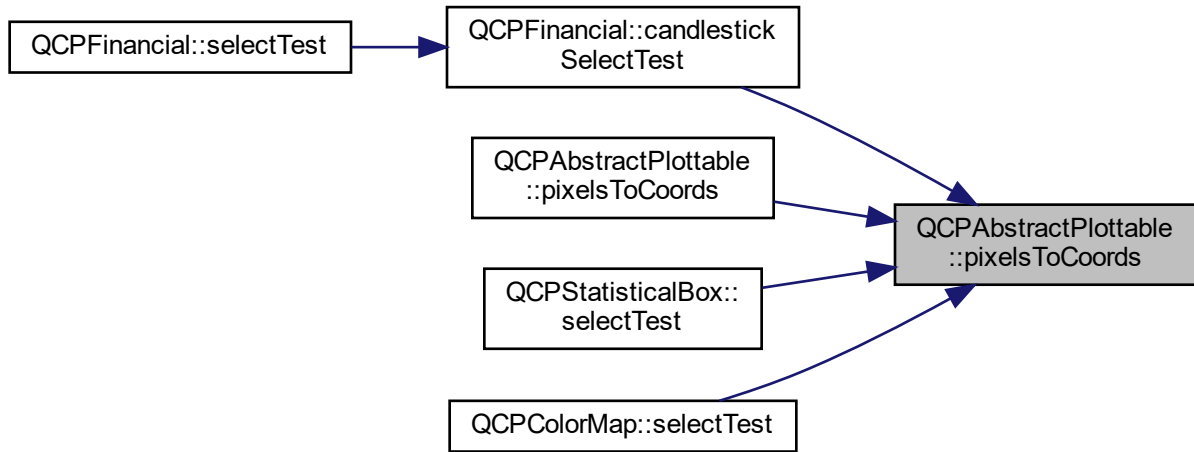 QCPFinancial::selectTest
QCPFinancial::candlestick
SelectTest
QCPAbstractPlottable
::pixelsToCoords
QCPStatisticalBox::
selectTest
QCPColorMap::selectTest
QCPAbstractPlottable
::pixelsToCoords